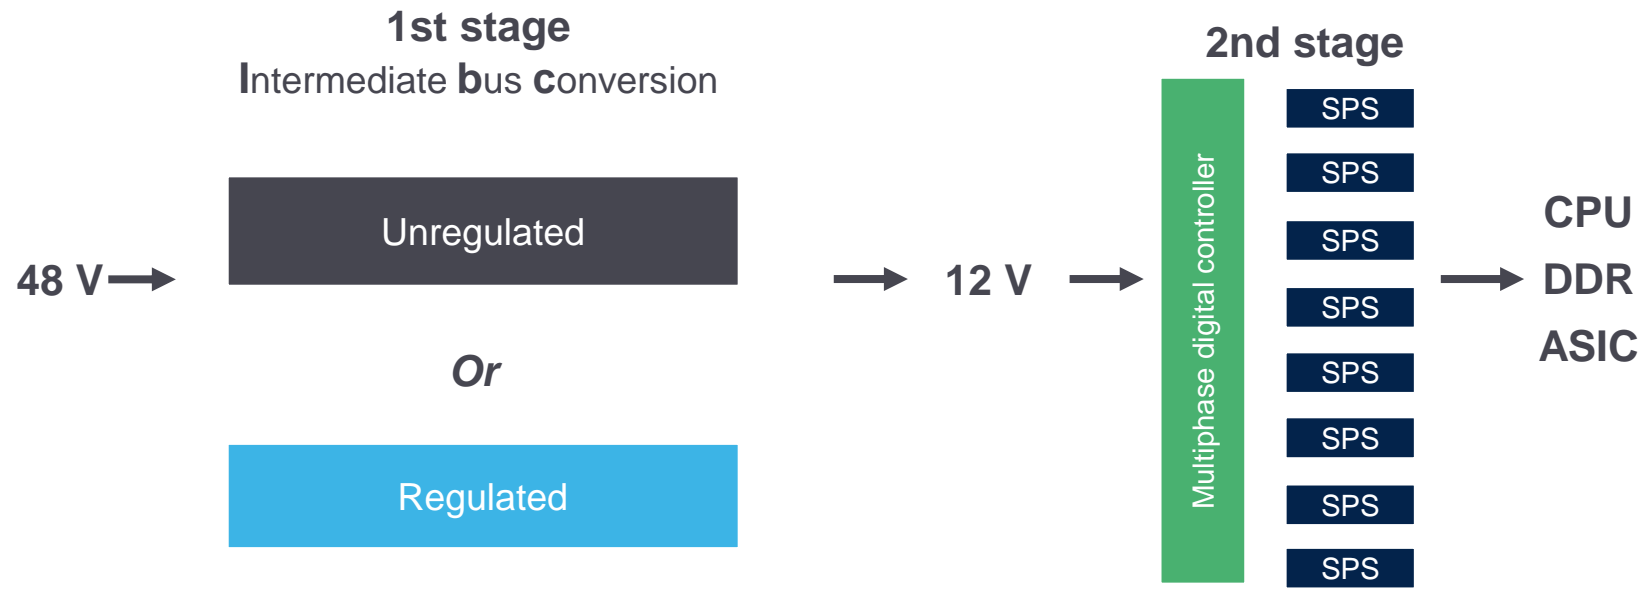 1st stage
Intermediate bus conversion
Unregulated
48 V
Or
Regulated
12 V
2nd stage
Multiphase digital controller
SPS
SPS
SPS
SPS
SPS
SPS
SPS
SPS
CPU
DDR
ASIC